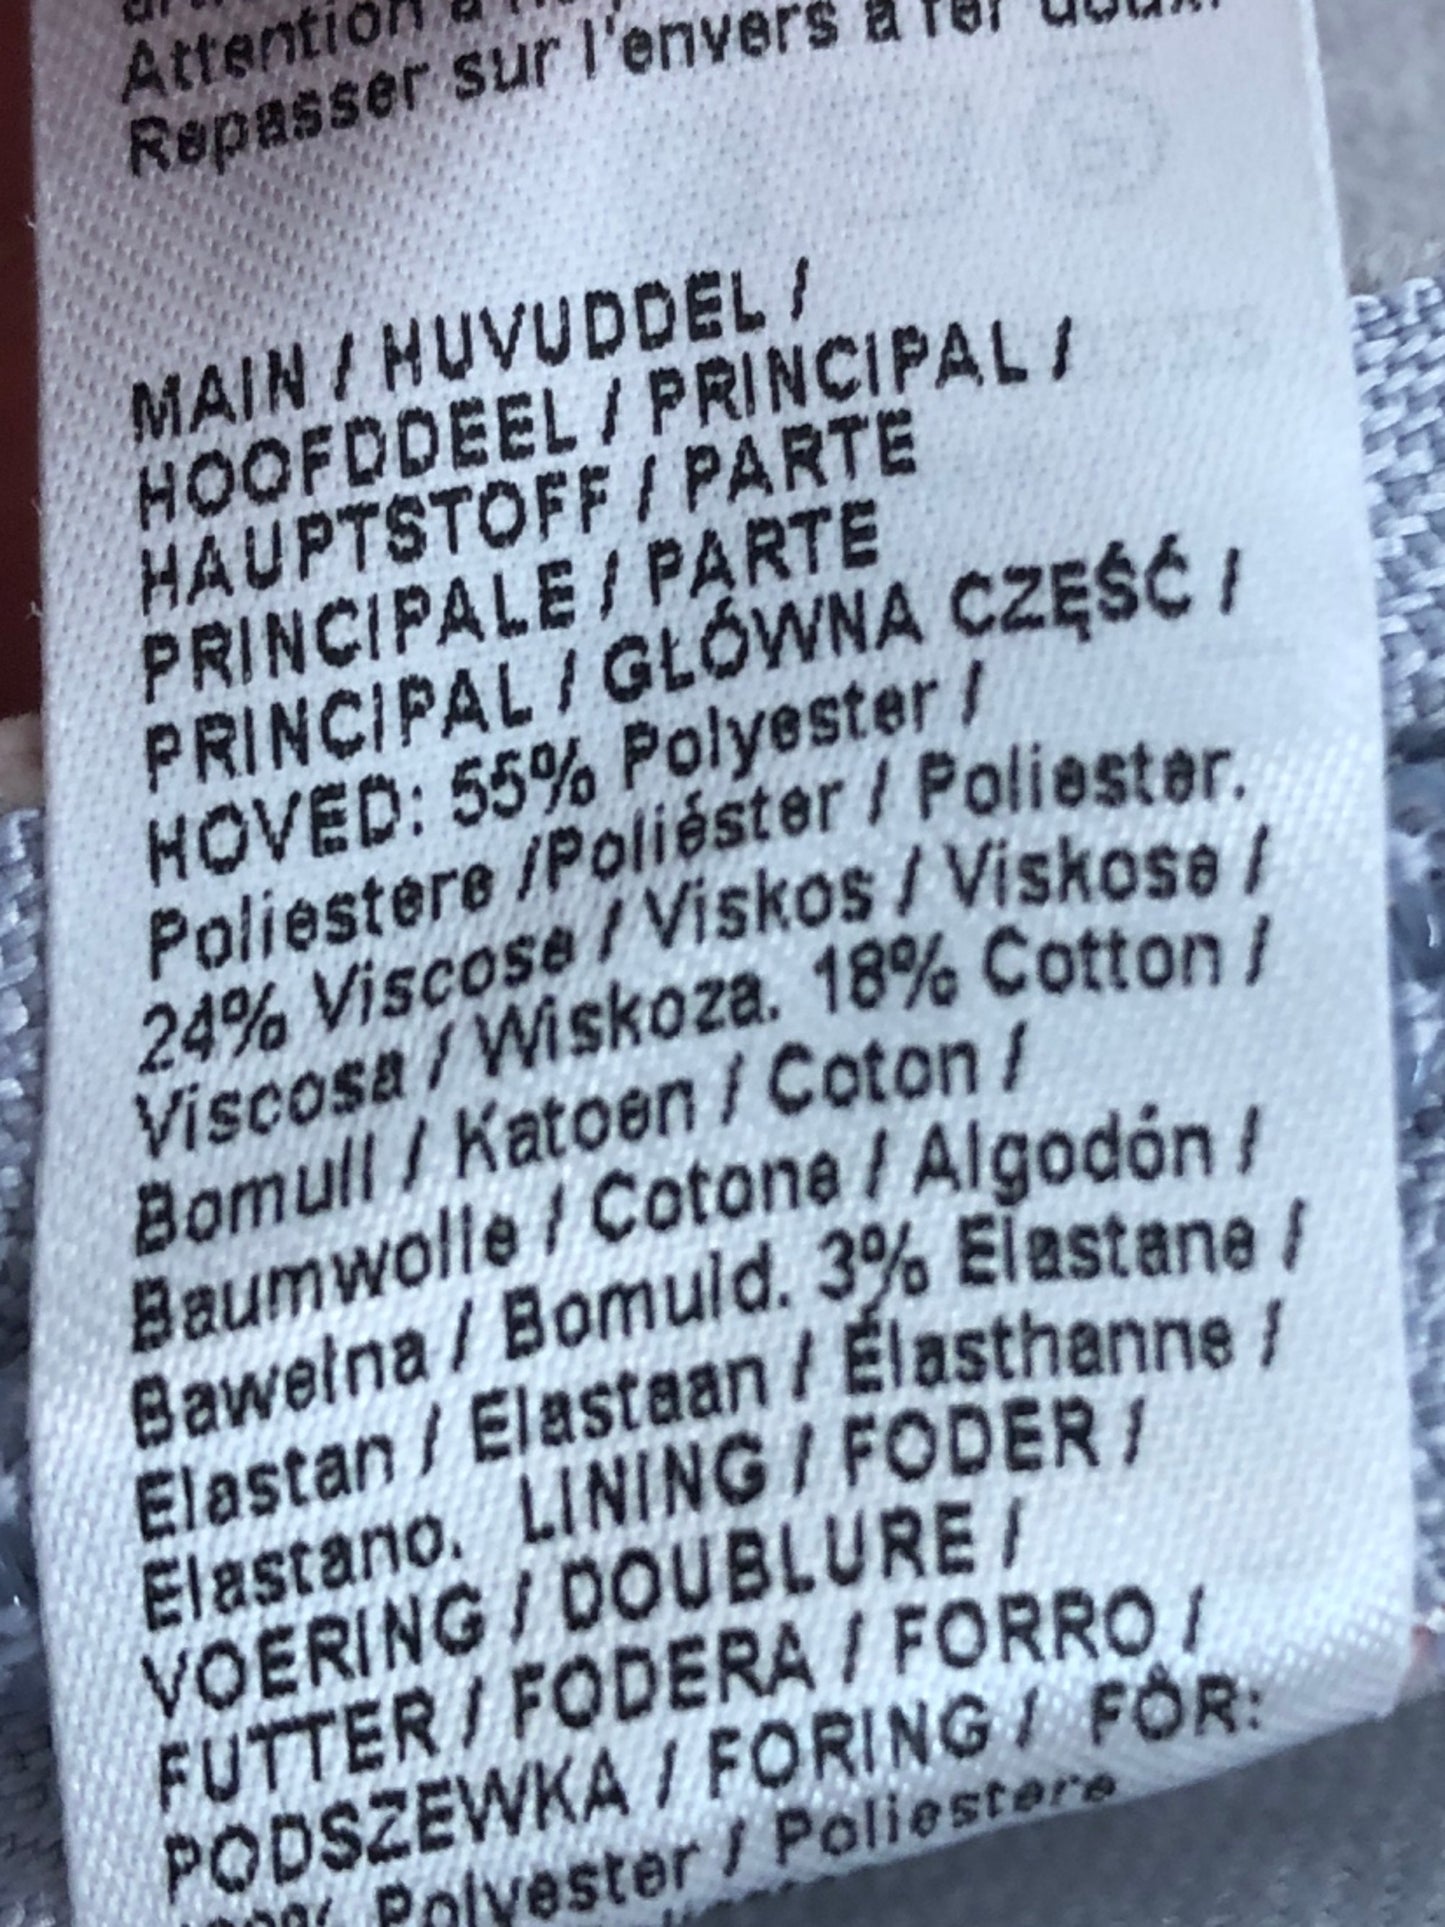 Attention à
Repasser sur l'envers à fer doux.
MAIN / HUVUDDEL /
HOOFDDEEL / PRINCIPAL /
HAUPTSTOFF / PARTE
PRINCIPALE / PARTE
PRINCIPAL / GŁÓWNA CZĘŚĆ /
HOVED: 55% Polyester /
Poliestere /Poliéster / Poliester.
24% Viscose / Viskos / Viskose /
Viscosa / Wiskoza. 18% Cotton /
Bomull / Katoen / Coton /
Baumwolle / Cotone / Algodón /
Bawełna / Bomuld. 3% Elastane /
Elastan / Elastaan / Élasthanne /
Elastano. LINING / FODER /
VOERING / DOUBLURE /
FUTTER / FODERA / FORRO /
PODSZEWKA / FORING / FÔR:
Polyester / Poliestere